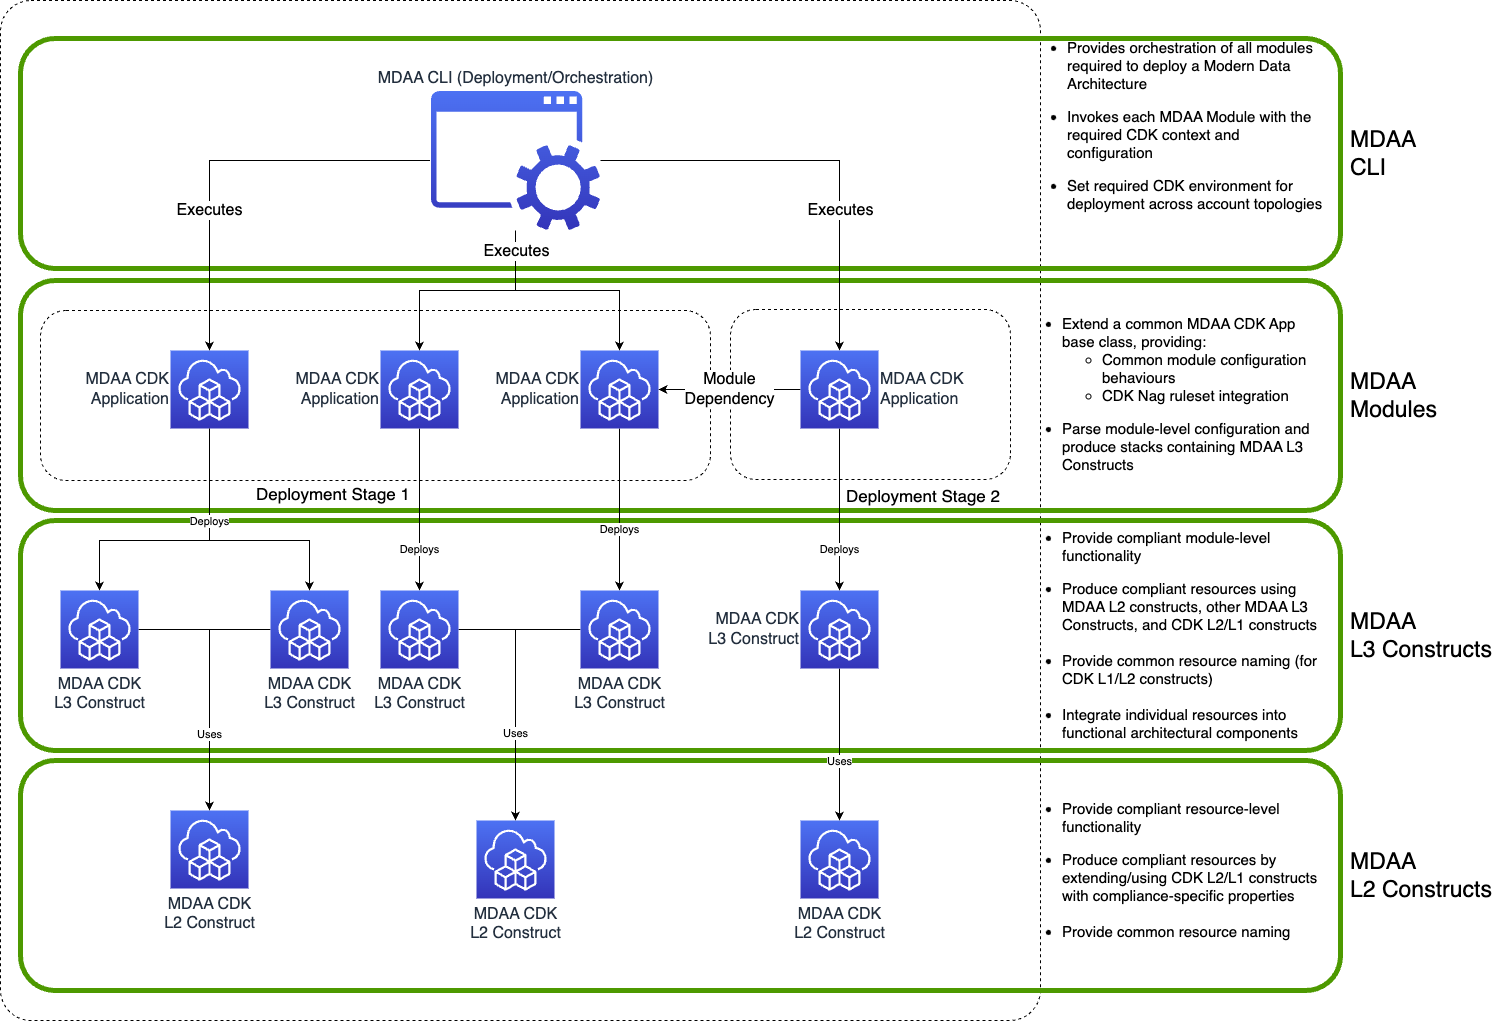 MDAA CLI (Deployment/Orchestration)
Executes
Executes
Executes
• Provides orchestration of all modules
required to deploy a Modern Data
Architecture
• Invokes each MDAA Module with the
required CDK context and
configuration
• Set required CDK environment for
deployment across account topologies
MDAA
CLI
MDAA CDK
Application
MDAA CDK
Application
MDAA CDK
Application
Module
Dependency
MDAA CDK
Application
Deployment Stage 1
Deployment Stage 2
• Extend a common MDAA CDK App
base class, providing:
○ Common module configuration
behaviours
○ CDK Nag ruleset integration
• Parse module-level configuration and
produce stacks containing MDAA L3
Constructs
MDAA
Modules
Deploys
Deploys
Deploys
Deploys
MDAA CDK
L3 Construct
MDAA CDK
L3 Construct
MDAA CDK
L3 Construct
MDAA CDK
L3 Construct
MDAA CDK
L3 Construct
Uses
Uses
Uses
• Provide compliant module-level
functionality
• Produce compliant resources using
MDAA L2 constructs, other MDAA L3
Constructs, and CDK L2/L1 constructs
• Provide common resource naming (for
CDK L1/L2 constructs)
• Integrate individual resources into
functional architectural components
MDAA
L3 Constructs
MDAA CDK
L2 Construct
MDAA CDK
L2 Construct
MDAA CDK
L2 Construct
• Provide compliant resource-level
functionality
• Produce compliant resources by
extending/using CDK L2/L1 constructs
with compliance-specific properties
• Provide common resource naming
MDAA
L2 Constructs